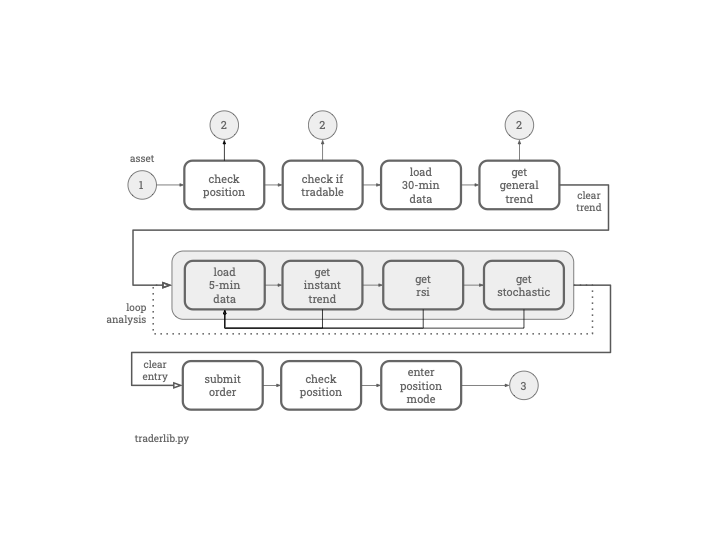 2
2
2
asset
1
check
position
check if
tradable
load
30-min
data
get
general
trend
clear
trend
load
5-min
data
get
instant
trend
get
rsi
get
stochastic
loop
analysis
clear
entry
submit
order
check
position
enter
position
mode
3
traderlib.py